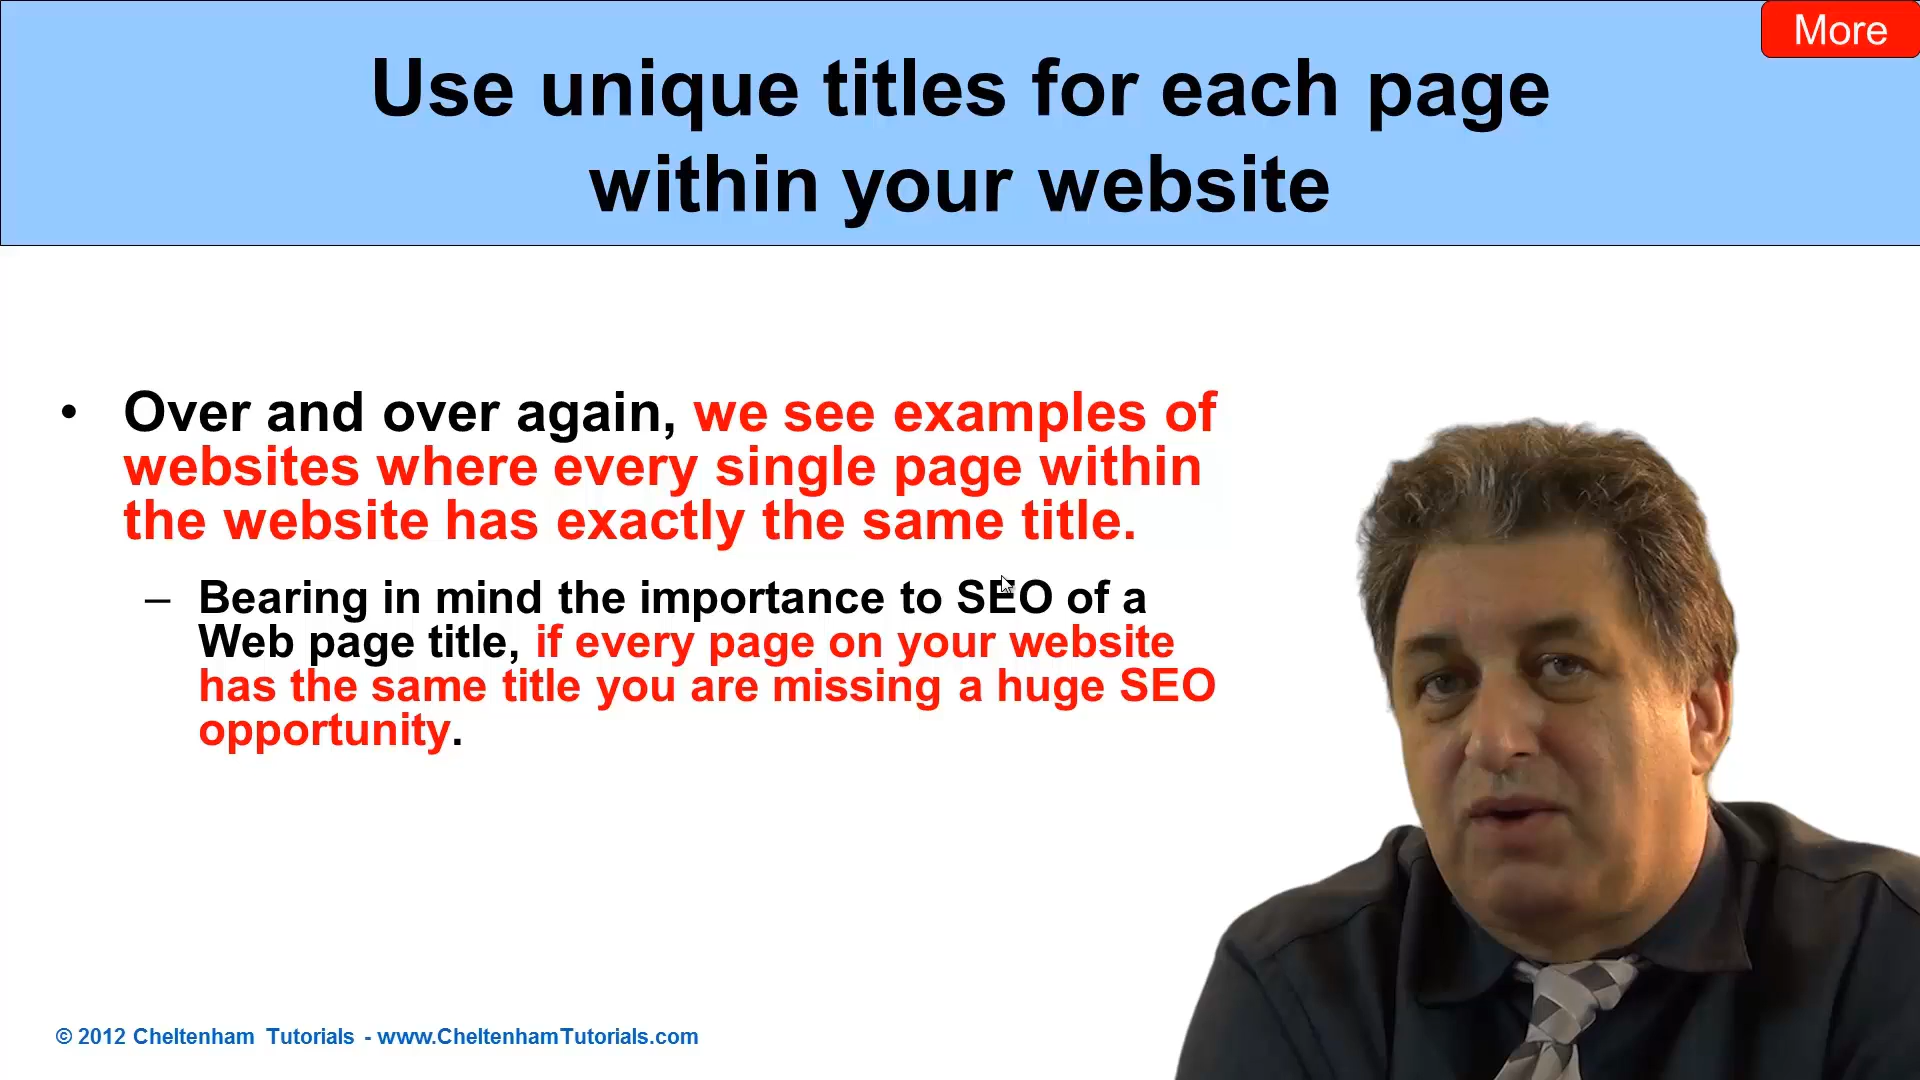 More
Use unique titles for each page
within your website
• Over and over again, we see examples of
websites where every single page within
the website has exactly the same title.
– Bearing in mind the importance to SEO of a
Web page title, if every page on your website
has the same title you are missing a huge SEO
opportunity.
© 2012 Cheltenham Tutorials - www.CheltenhamTutorials.com